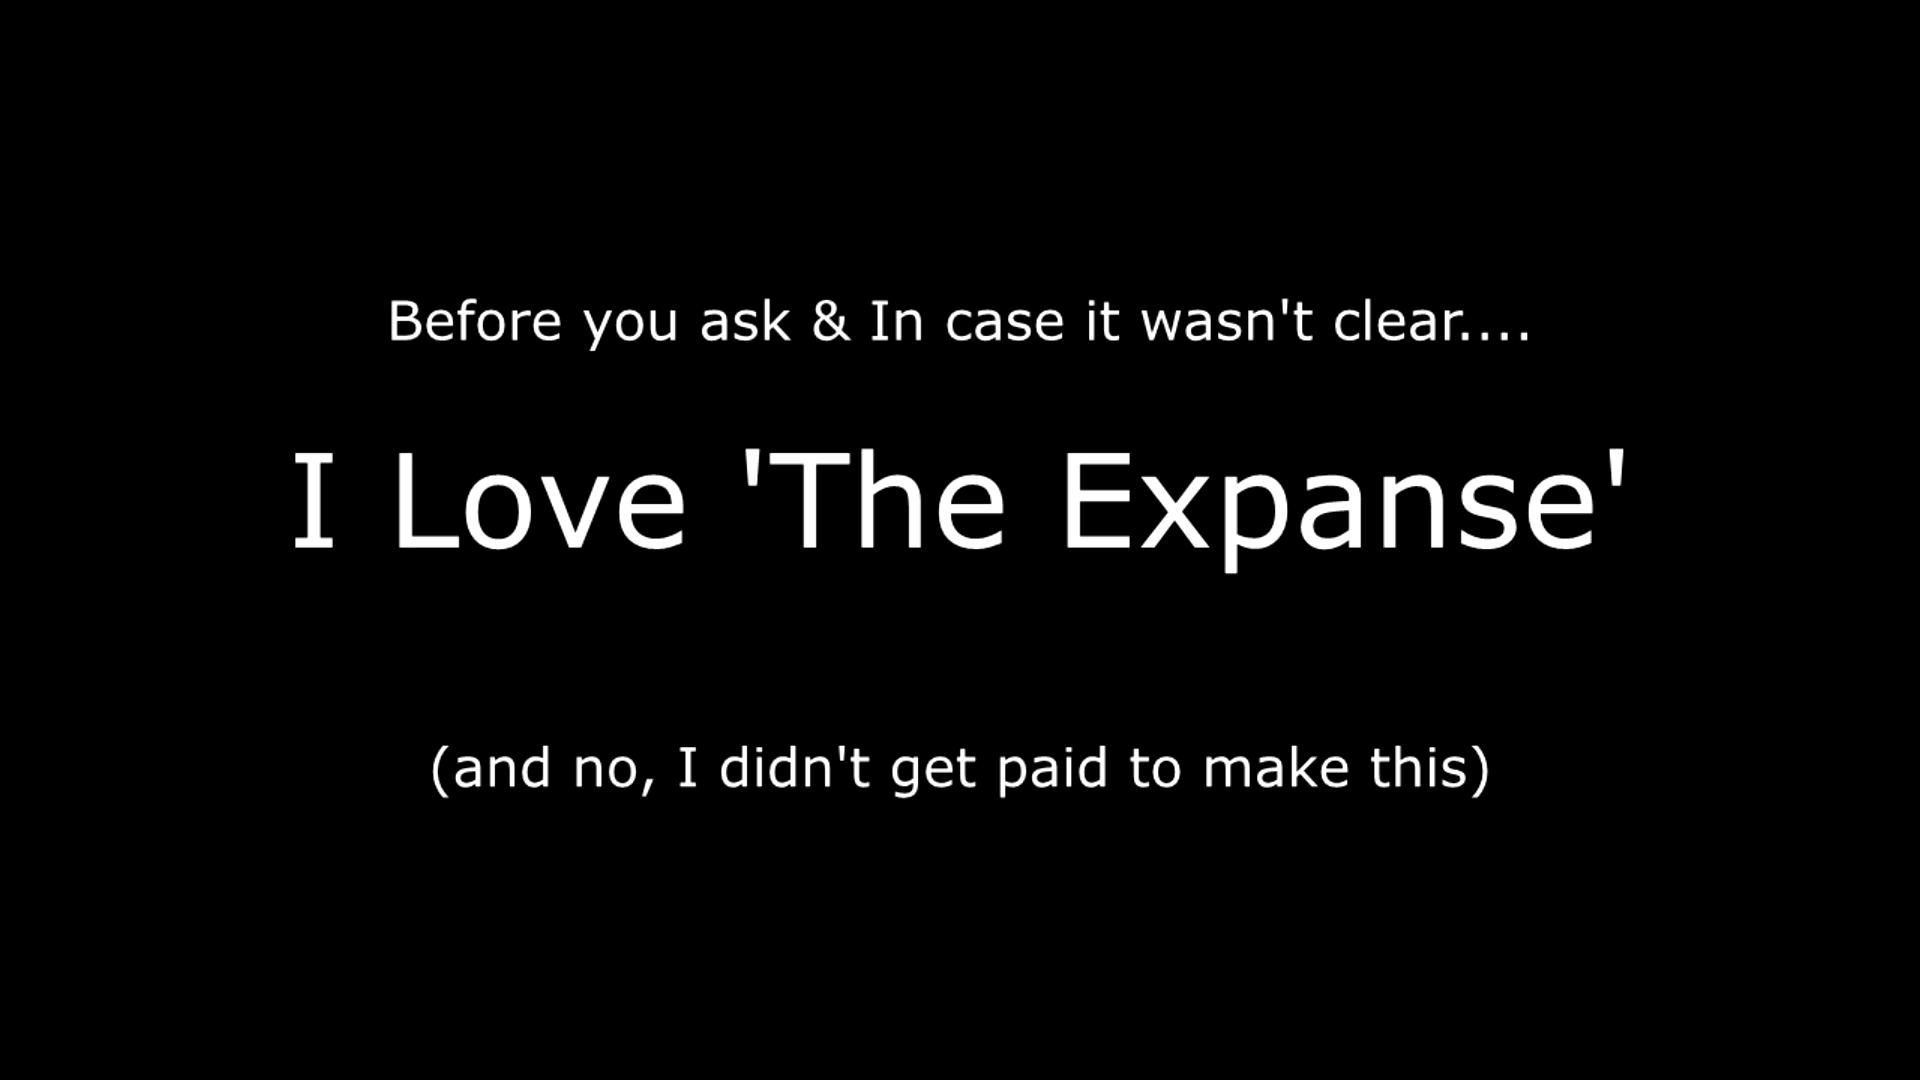 Before you ask & In case it wasn't clear....
I Love 'The Expanse'
(and no, I didn't get paid to make this)